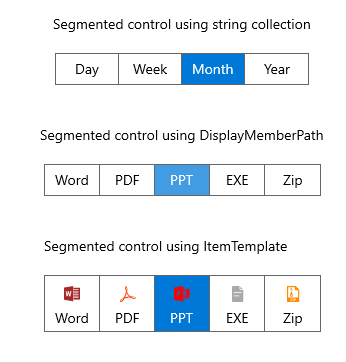 Segmented control using string collection
Day Week Month Year
Segmented control using DisplayMemberPath
Word PDF PPT EXE Zip
Segmented control using ItemTemplate
Word PDF PPT EXE Zip